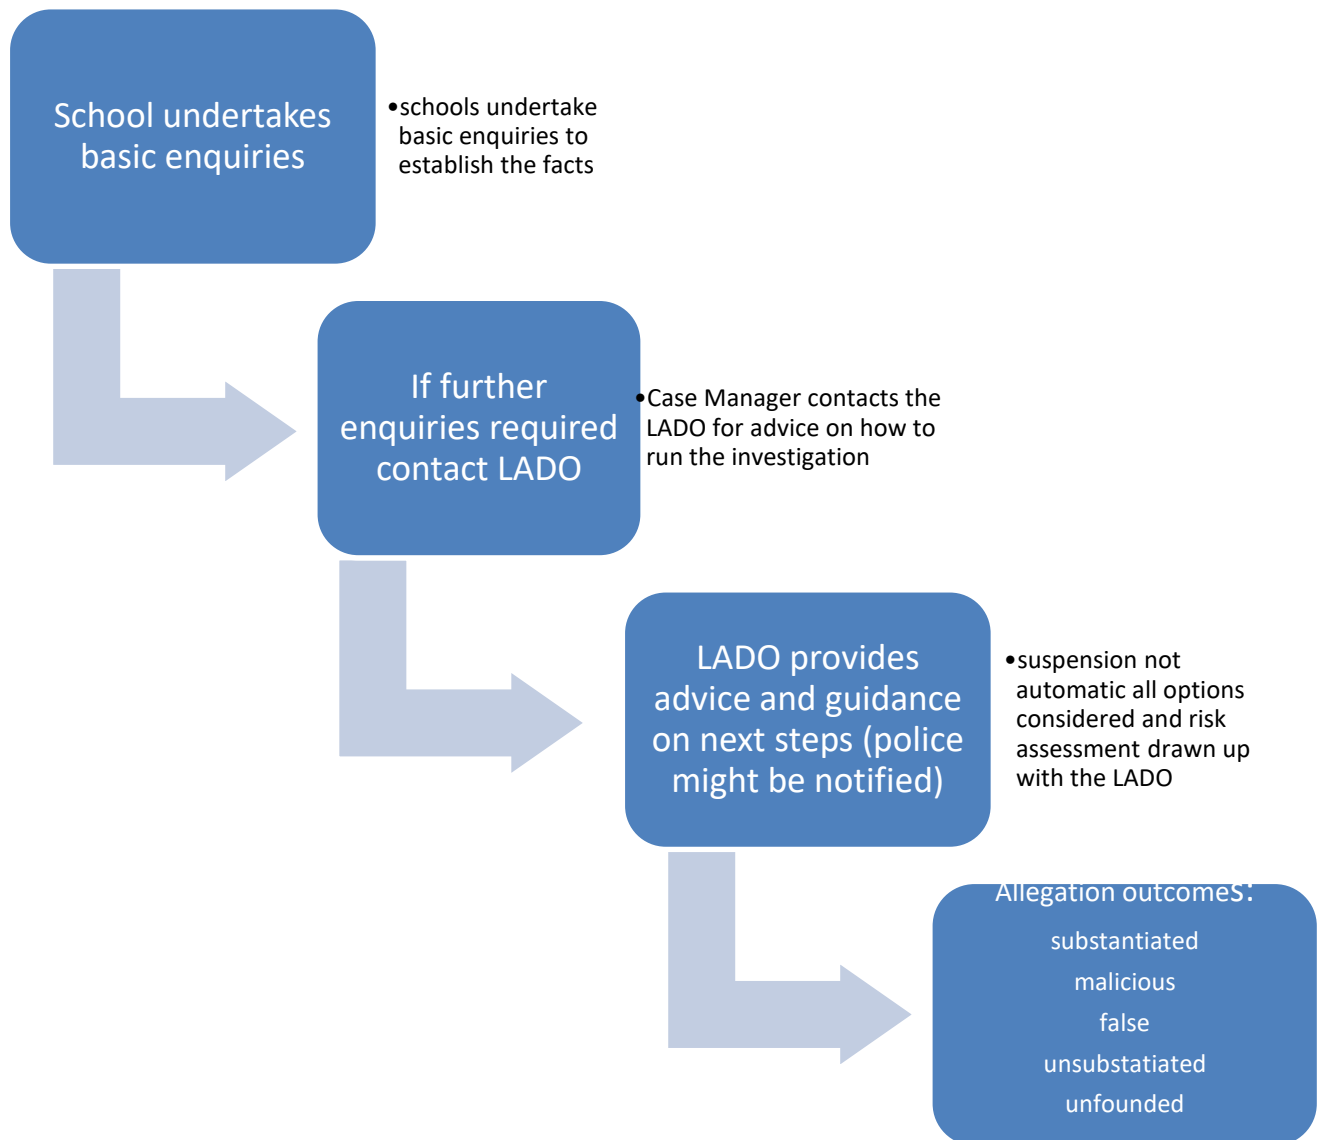 School undertakes
basic enquiries
•schools undertake
basic enquiries to
establish the facts
If further
enquiries required
contact LADO
•Case Manager contacts the
LADO for advice on how to
run the investigation
LADO provides
advice and guidance
on next steps (police
might be notified)
•suspension not
automatic all options
considered and risk
assessment drawn up
with the LADO
Allegation outcomes:
substantiated
malicious
false
unsubstatiated
unfounded